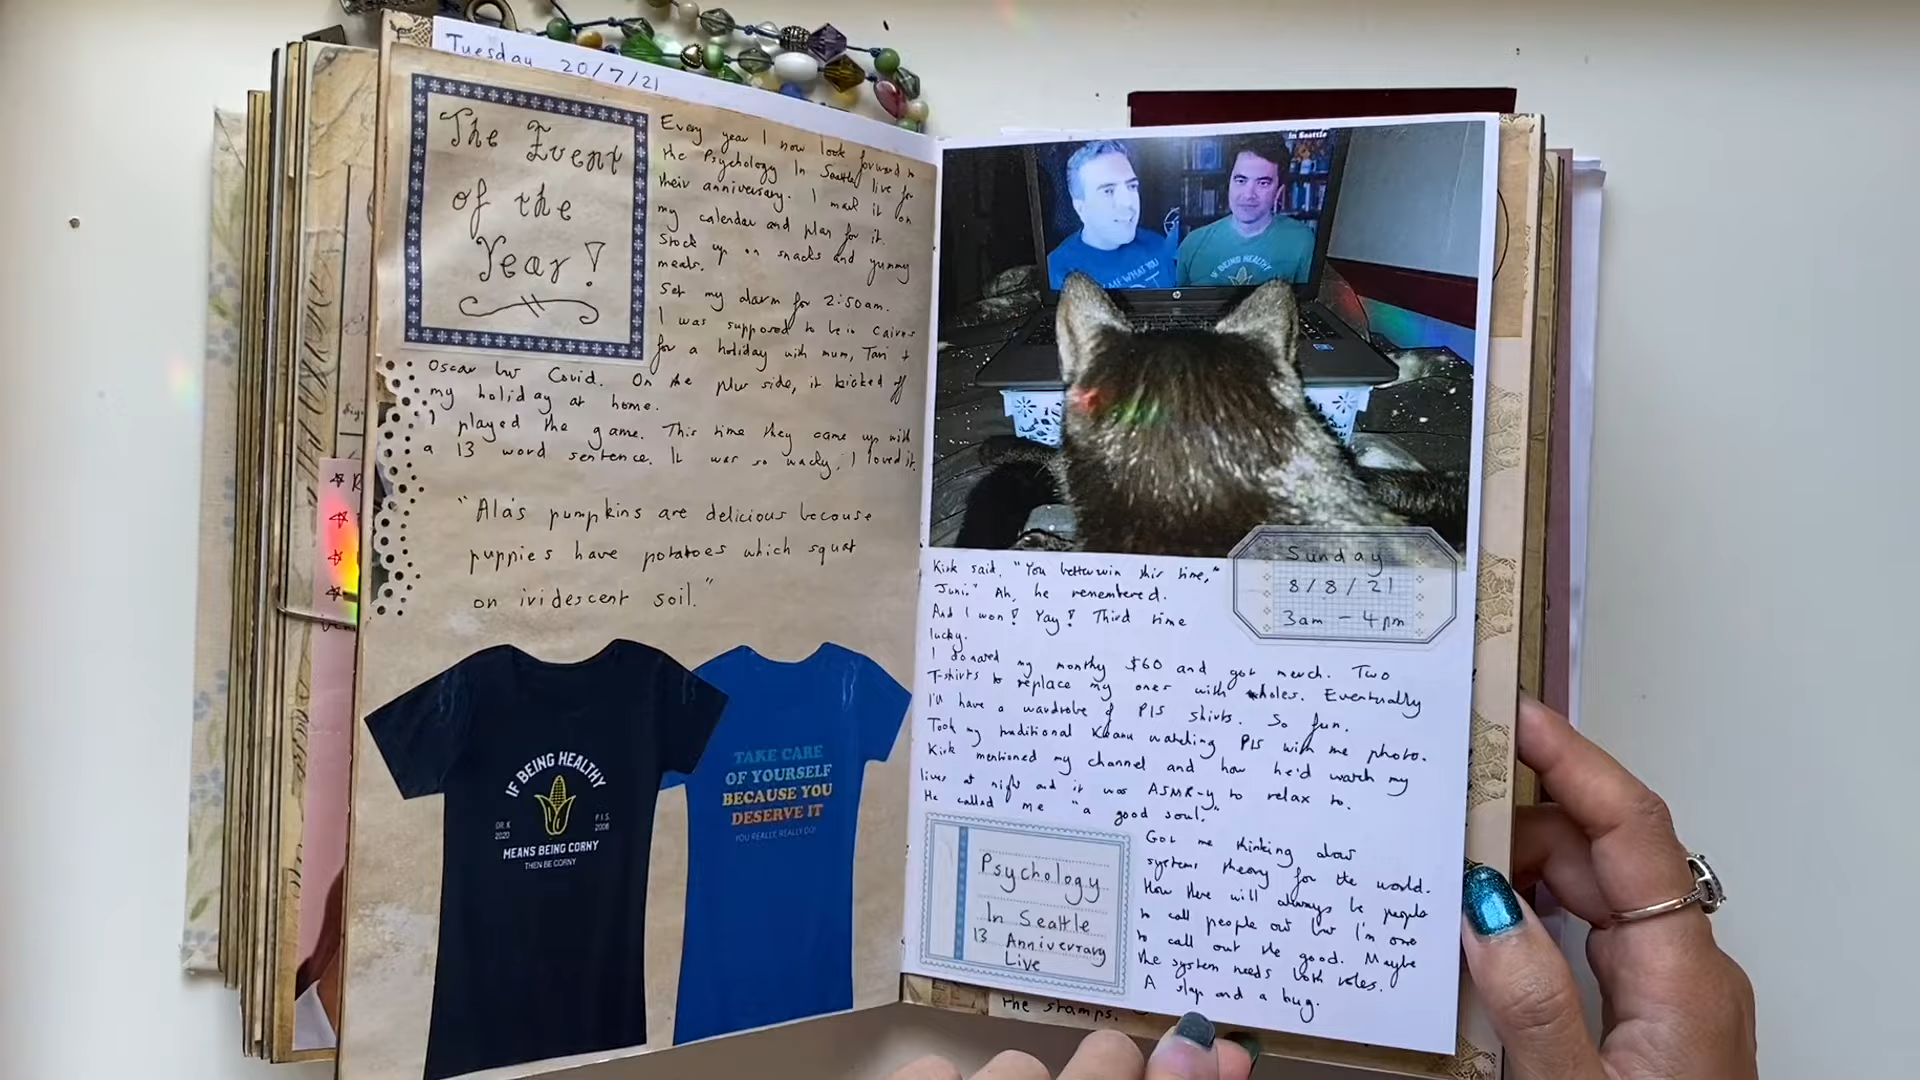 Tuesday 20/7/21
The Event
of the
Year!
Every year I now look forward to
the Psychology In Seattle live for
their anniversary. I mark it on
my calendar and plan for it.
Stock up on snacks and yummy
meals.
Set my alarm for 2:50am.
I was supposed to be in Cairns
for a holiday with mum, Tari +
Oscar but Covid. On the plus side, it kicked off
my holiday at home.
I played the game. This time they came up with
a 13 word sentence. It was so wacky, I loved it.
"Alas pumpkins are delicious because
puppies have potatoes which squat
on iridescent soil."
IF BEING HEALTHY
DR. K
2020
P.I.S.
2008
MEANS BEING CORNY
THEN BE CORNY
TAKE CARE
OF YOURSELF
BECAUSE YOU
DESERVE IT
YOU REALLY, REALLY DO!
in Seattle
ME WHAT YOU
IF BEING HEALTHY
hp
Sunday
8/8/21
3am - 4pm
Kirk said, "You better win this time,
Juni." Ah, he remembered.
And I won! Yay! Third time
lucky.
I donated my monthly $60 and got merch. Two
T-shirts to replace my ones with holes. Eventually
I'll have a wardrobe of PIS shirts. So fun.
Took my traditional Keanu watching PIS with me photo.
Kirk mentioned my channel and how he'd watch my
lives at night and it was ASMR-y to relax to.
He called me "a good soul."
Psychology
In Seattle
13 Anniversary
Live
Got me thinking about
systems theory for the world.
How there will always be people
to call people out but I'm one
to call out the good. Maybe
the system needs both roles.
A slap and a hug.
the stamps.